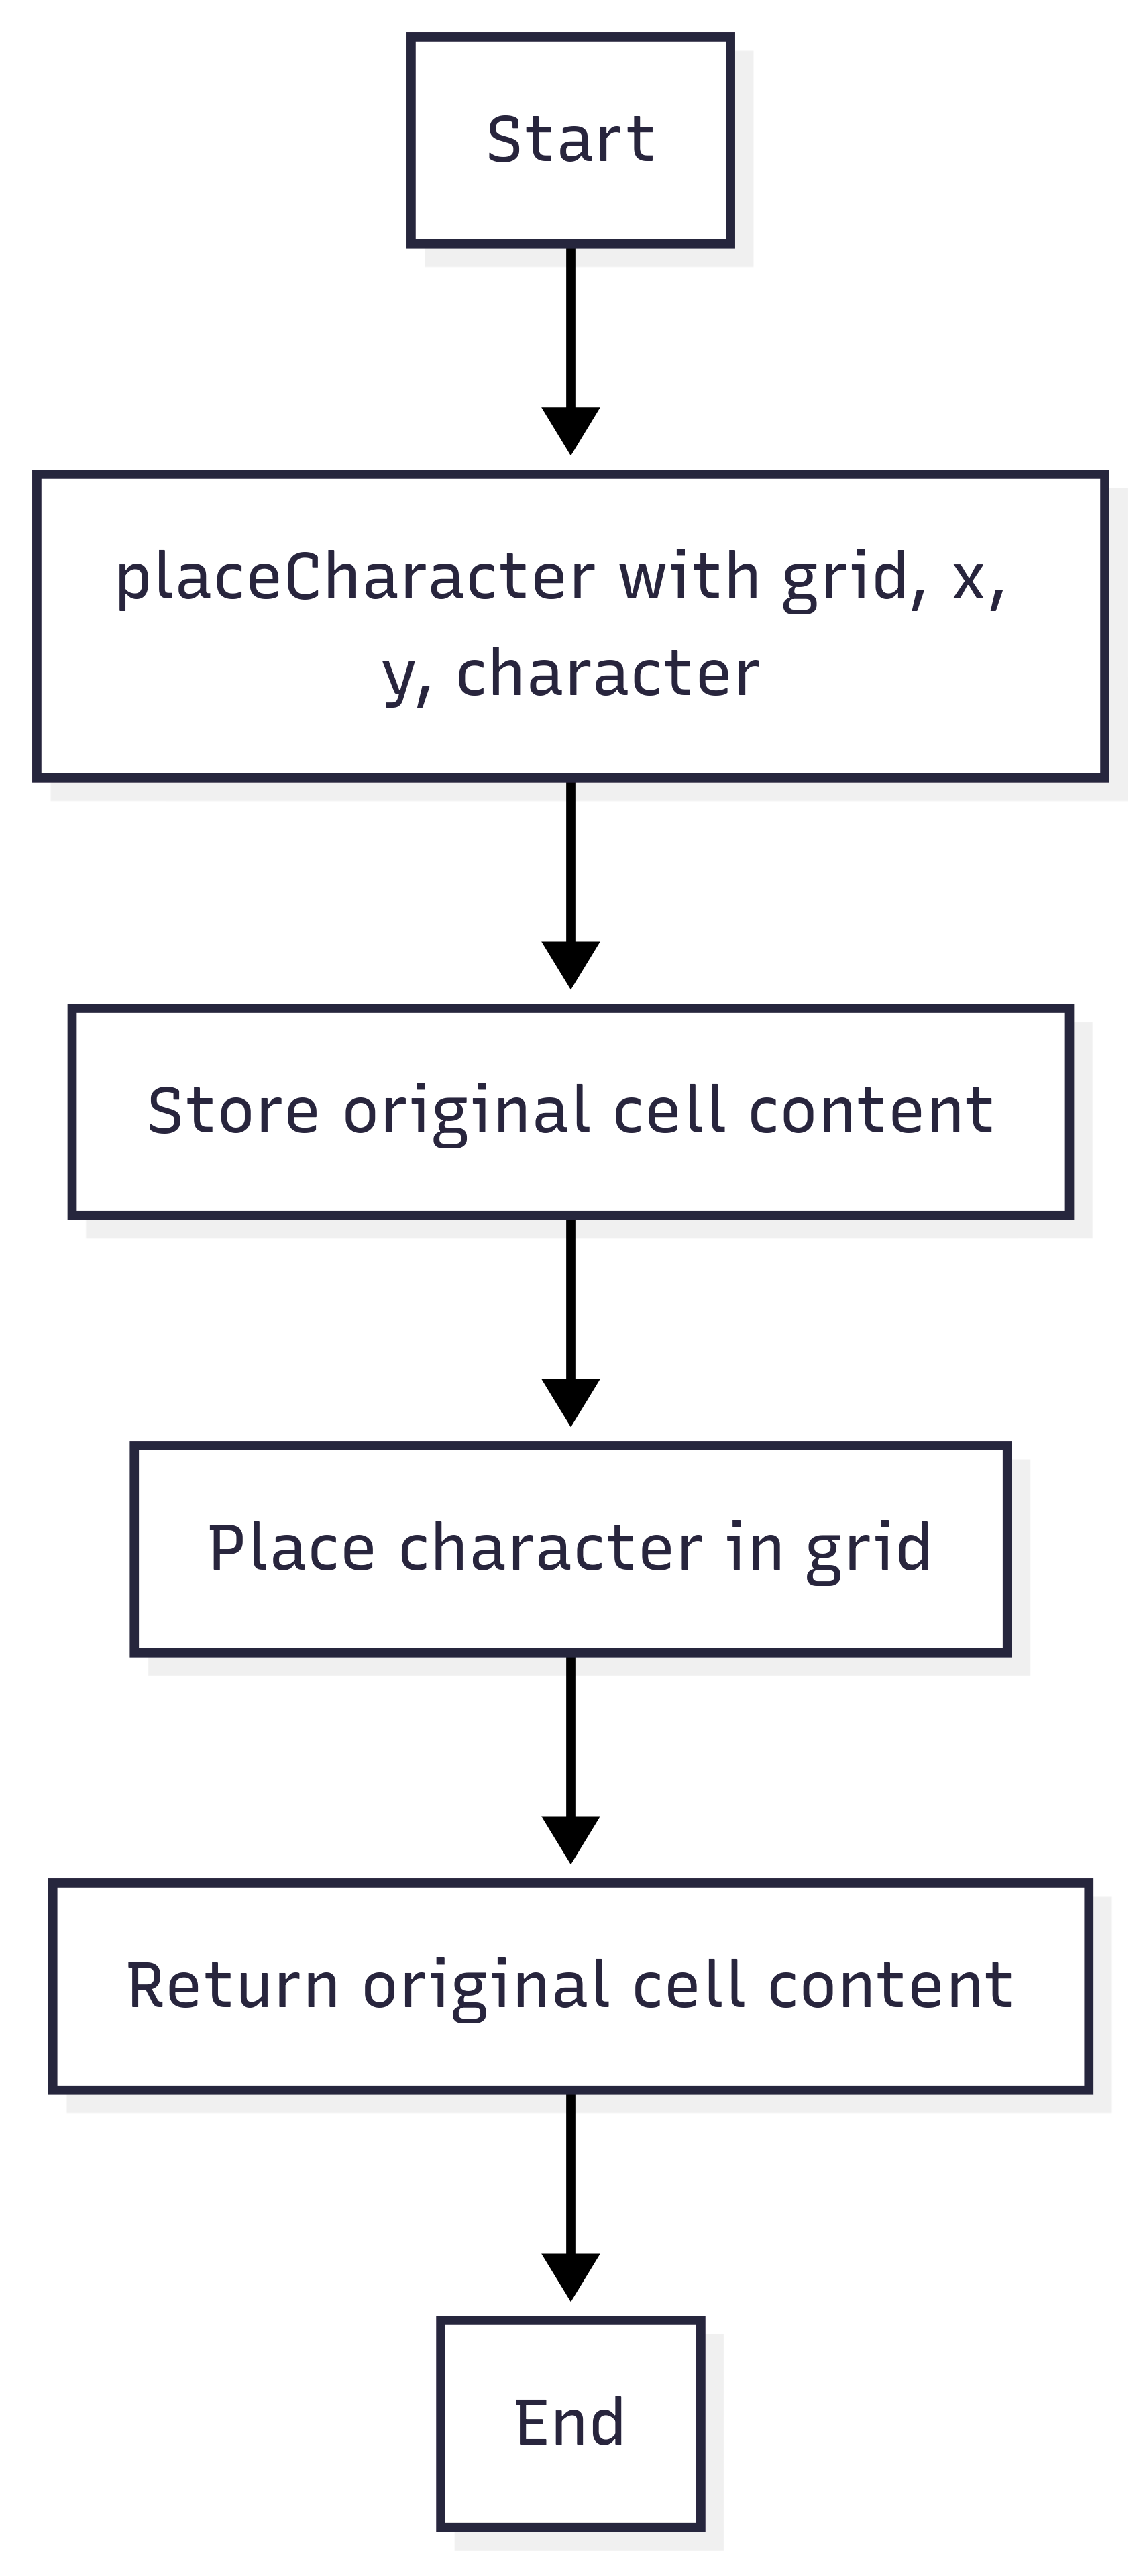 Start
placeCharacter with grid, x,
y, character
Store original cell content
Place character in grid
Return original cell content
End